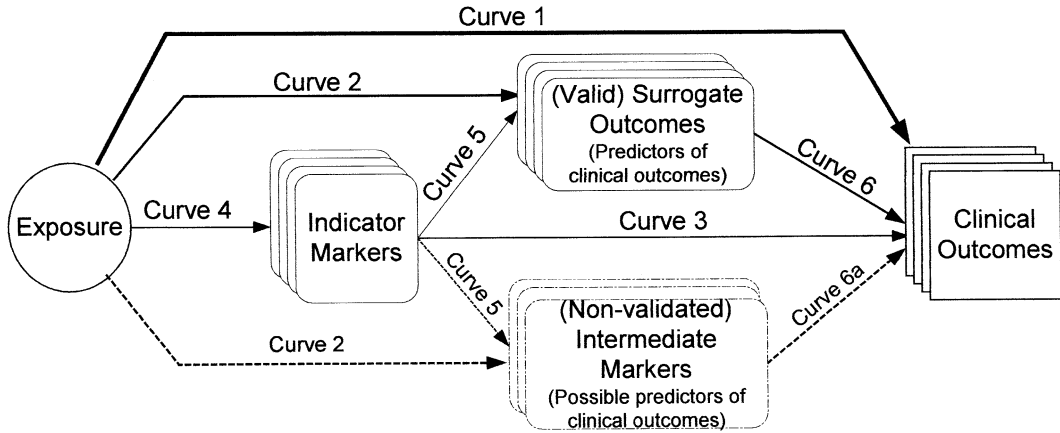 Curve 1
Curve 2
(Valid) Surrogate
Outcomes
(Predictors of
clinical outcomes)
Curve 5
Curve 6
Exposure
Curve 4
Indicator
Markers
Curve 3
Clinical
Outcomes
Curve 5
Curve 6a
(Non-validated)
Intermediate
Markers
(Possible predictors of
clinical outcomes)
Curve 2